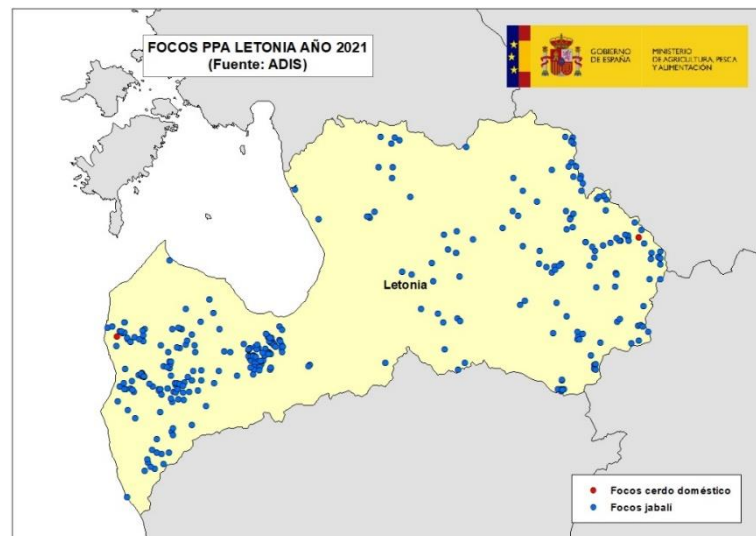 FOCOS PPA LETONIA AÑO 2021
(Fuente: ADIS)
GOBIERNO
DE ESPAÑA
MINISTERIO
DE AGRICULTURA, PESCA
Y ALIMENTACIÓN
Letonia
Focos cerdo doméstico
Focos jabalí